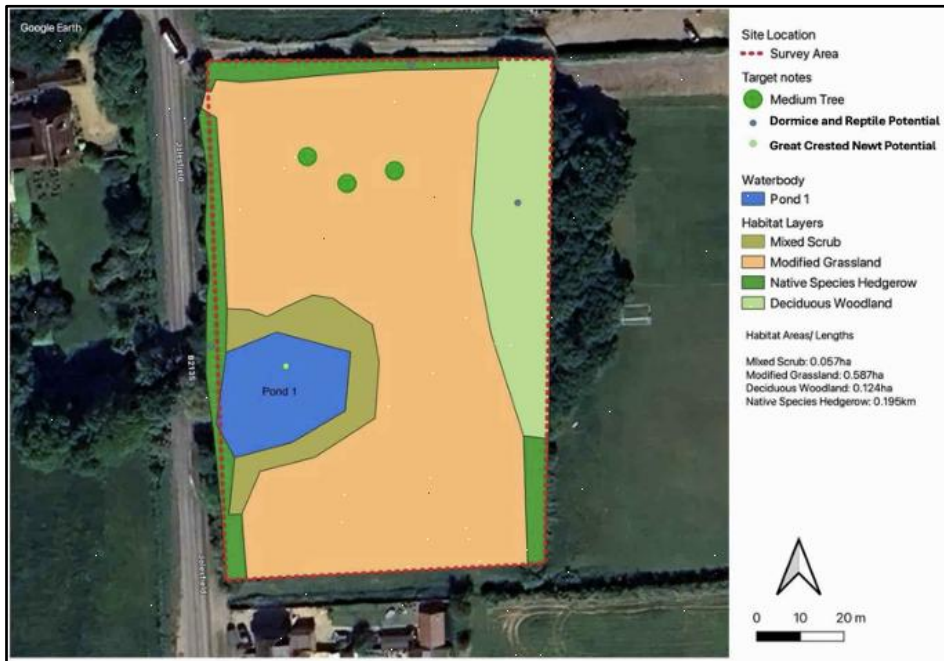 Google Earth
Jolesfield
B2135
Jolesfield
Pond 1
Site Location
Survey Area
Target notes
Medium Tree
Dormice and Reptile Potential
Great Crested Newt Potential
Waterbody
Pond 1
Habitat Layers
Mixed Scrub
Modified Grassland
Native Species Hedgerow
Deciduous Woodland
Habitat Areas/ Lengths
Mixed Scrub: 0.057ha
Modified Grassland: 0.587ha
Deciduous Woodland: 0.124ha
Native Species Hedgerow: 0.195km
0 10 20 m